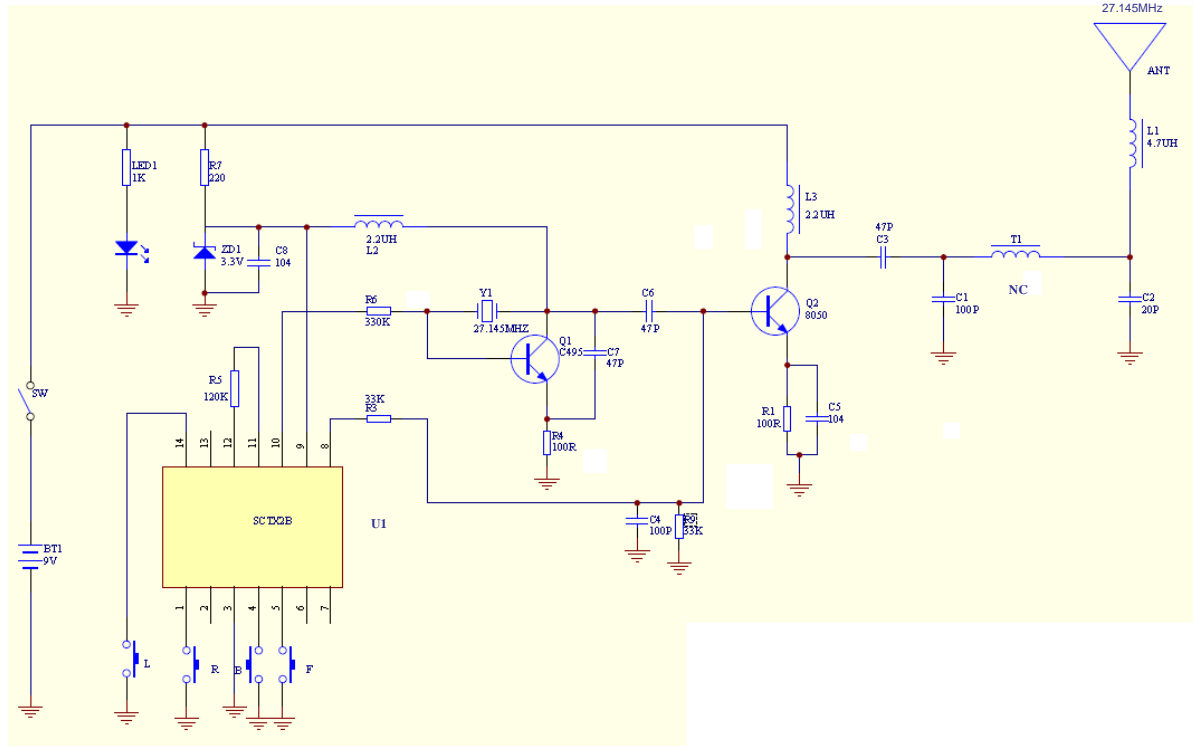 27.145MHz
ANT
L1
4.7UH
LED1
1K
R7
220
L3
2.2UH
ZD1
3.3V
C8
104
2.2UH
L2
47P
C3
T1
NC
C1
100P
C2
20P
R6
330K
Y1
27.145MHZ
C6
47P
Q2
8050
Q1
C495
C7
47P
R5
120K
33K
R3
SW
R4
100R
R1
100R
C5
104
14
13
12
11
10
9
8
SCTX2B
U1
C4
100P
R9
33K
BT1
9V
1
2
3
4
5
6
7
L
R
B
F